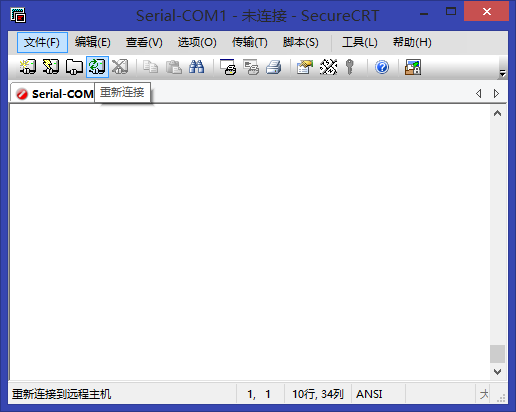 Serial-COM1 - 未连接 - SecureCRT
文件(F) 编辑(E) 查看(V) 选项(O) 传输(T) 脚本(S) 工具(L) 帮助(H)
Serial-COM
重新连接
重新连接到远程主机 1, 1 10行, 34列 ANSI 大